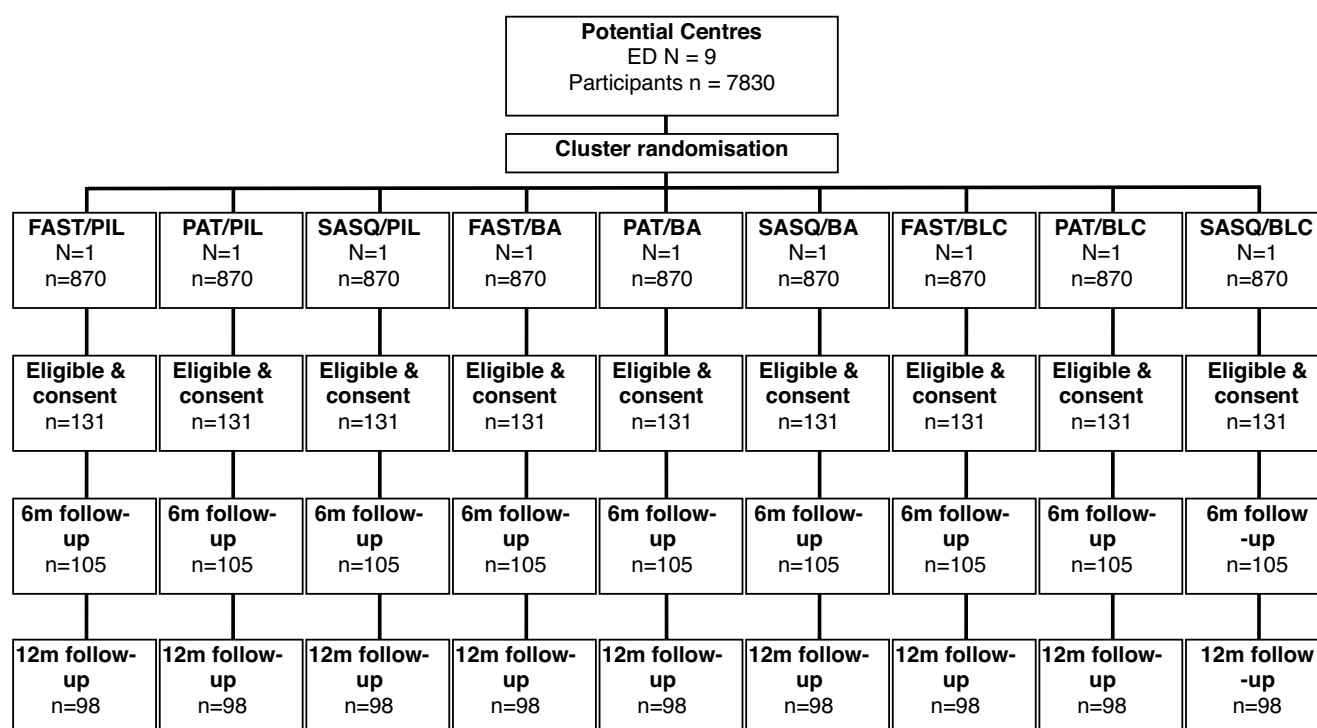 Potential Centres
ED N = 9
Participants n = 7830
Cluster randomisation
FAST/PIL
N=1
n=870
PAT/PIL
N=1
n=870
SASQ/PIL
N=1
n=870
FAST/BA
N=1
n=870
PAT/BA
N=1
n=870
SASQ/BA
N=1
n=870
FAST/BLC
N=1
n=870
PAT/BLC
N=1
n=870
SASQ/BLC
N=1
n=870
Eligible &
consent
n=131
Eligible &
consent
n=131
Eligible &
consent
n=131
Eligible &
consent
n=131
Eligible &
consent
n=131
Eligible &
consent
n=131
Eligible &
consent
n=131
Eligible &
consent
n=131
Eligible &
consent
n=131
6m follow-
up
n=105
6m follow-
up
n=105
6m follow-
up
n=105
6m follow-
up
n=105
6m follow-
up
n=105
6m follow-
up
n=105
6m follow-
up
n=105
6m follow-
up
n=105
6m follow
-up
n=105
12m follow-
up
n=98
12m follow-
up
n=98
12m follow-
up
n=98
12m follow-
up
n=98
12m follow-
up
n=98
12m follow-
up
n=98
12m follow-
up
n=98
12m follow-
up
n=98
12m follow
-up
n=98